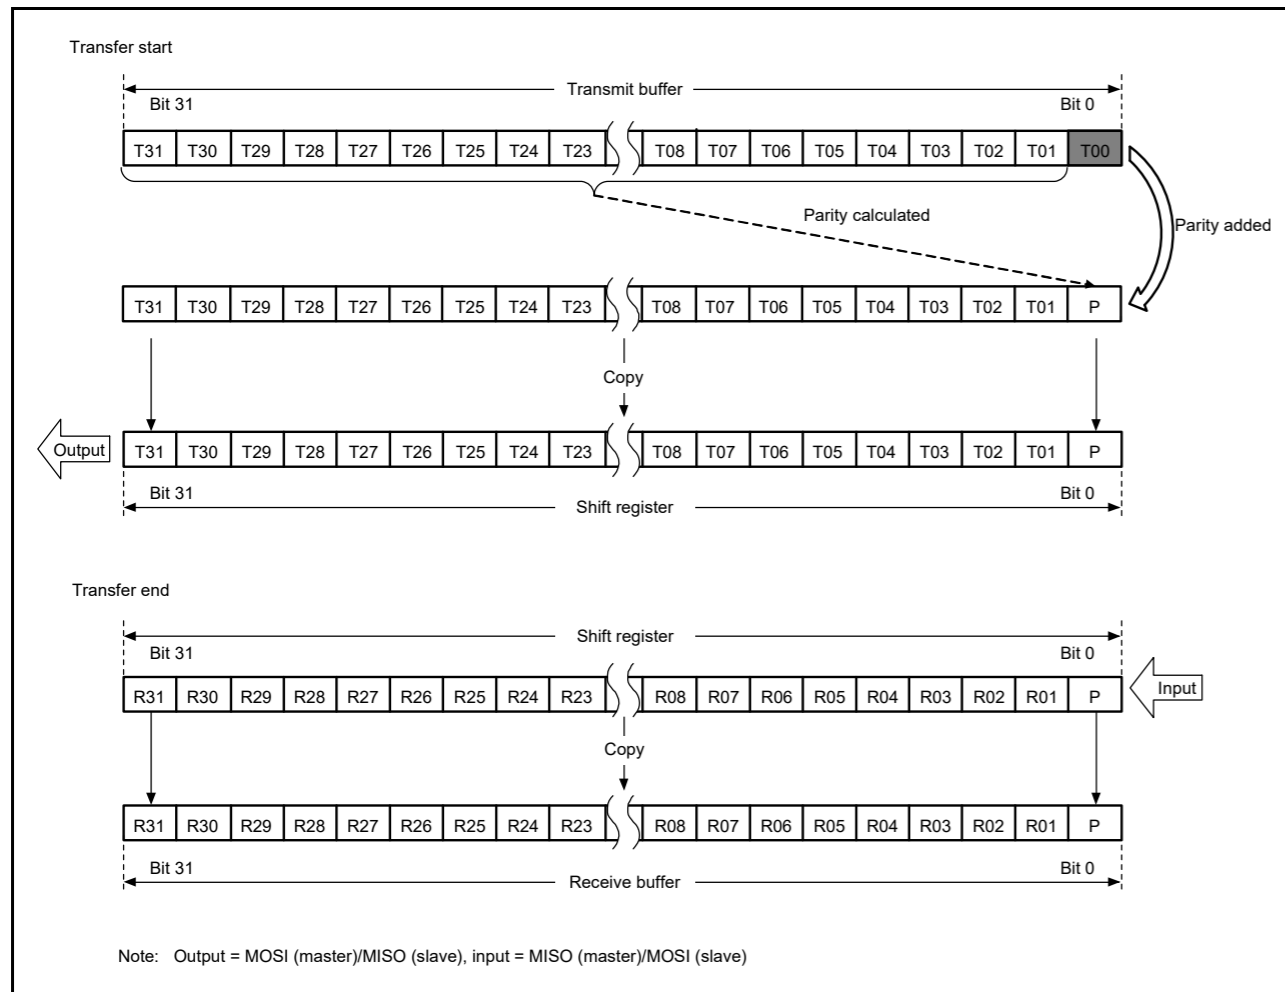 Transfer start
Transmit buffer
Bit 31 Bit 0
T31 T30 T29 T28 T27 T26 T25 T24 T23 T08 T07 T06 T05 T04 T03 T02 T01 T00
Parity calculated
Parity added
T31 T30 T29 T28 T27 T26 T25 T24 T23 T08 T07 T06 T05 T04 T03 T02 T01 P
Copy
Output
T31 T30 T29 T28 T27 T26 T25 T24 T23 T08 T07 T06 T05 T04 T03 T02 T01 P
Bit 31 Bit 0
Shift register
Transfer end
Shift register
Bit 31 Bit 0
R31 R30 R29 R28 R27 R26 R25 R24 R23 R08 R07 R06 R05 R04 R03 R02 R01 P
Input
Copy
R31 R30 R29 R28 R27 R26 R25 R24 R23 R08 R07 R06 R05 R04 R03 R02 R01 P
Bit 31 Bit 0
Receive buffer
Note: Output = MOSI (master)/MISO (slave), input = MISO (master)/MOSI (slave)